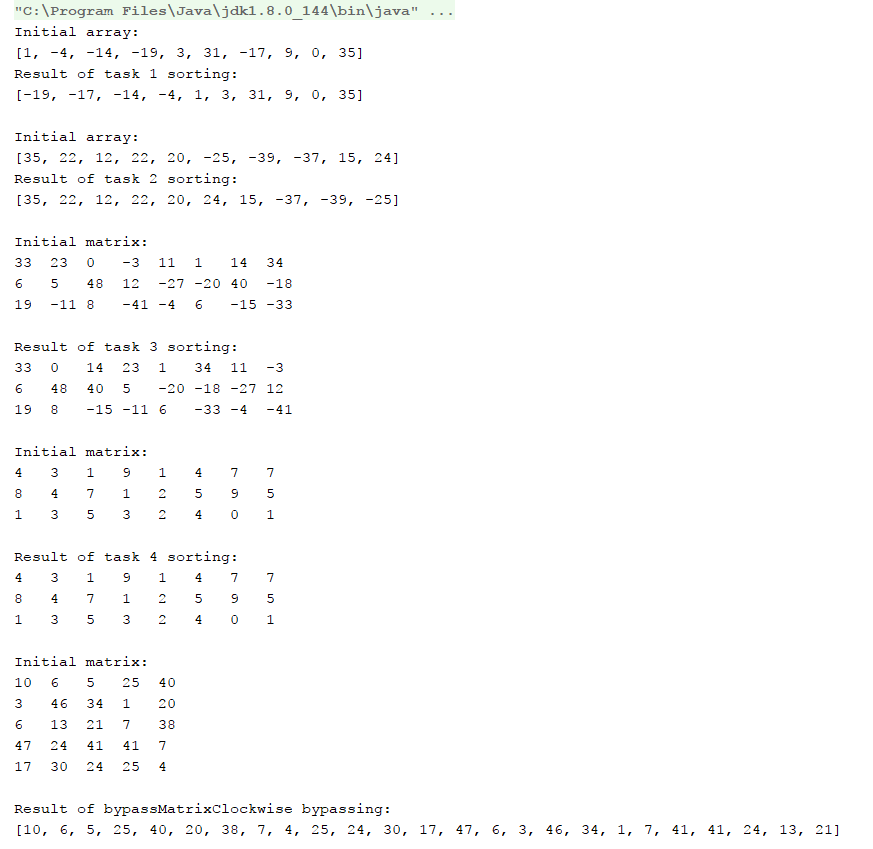 "C:\Program Files\Java\jdk1.8.0_144\bin\java" ...
Initial array:
[1, -4, -14, -19, 3, 31, -17, 9, 0, 35]
Result of task 1 sorting:
[-19, -17, -14, -4, 1, 3, 31, 9, 0, 35]
Initial array:
[35, 22, 12, 22, 20, -25, -39, -37, 15, 24]
Result of task 2 sorting:
[35, 22, 12, 22, 20, 24, 15, -37, -39, -25]
Initial matrix:
33 23 0 -3 11 1 14 34
6 5 48 12 -27 -20 40 -18
19 -11 8 -41 -4 6 -15 -33
Result of task 3 sorting:
33 0 14 23 1 34 11 -3
6 48 40 5 -20 -18 -27 12
19 8 -15 -11 6 -33 -4 -41
Initial matrix:
4 3 1 9 1 4 7 7
8 4 7 1 2 5 9 5
1 3 5 3 2 4 0 1
Result of task 4 sorting:
4 3 1 9 1 4 7 7
8 4 7 1 2 5 9 5
1 3 5 3 2 4 0 1
Initial matrix:
10 6 5 25 40
3 46 34 1 20
6 13 21 7 38
47 24 41 41 7
17 30 24 25 4
Result of bypassMatrixClockwise bypassing:
[10, 6, 5, 25, 40, 20, 38, 7, 4, 25, 24, 30, 17, 47, 6, 3, 46, 34, 1, 7, 41, 41, 24, 13, 21]